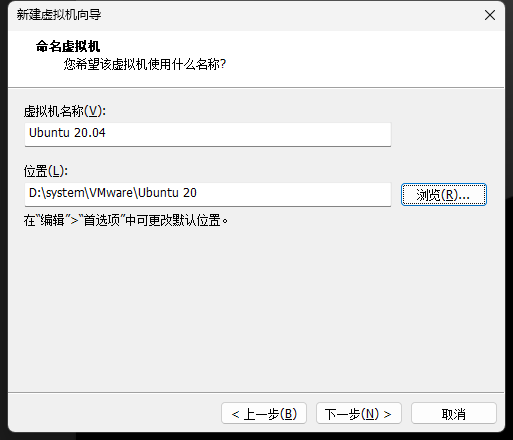 新建虚拟机向导
命名虚拟机
您希望该虚拟机使用什么名称?
虚拟机名称(V):
Ubuntu 20.04
位置(L):
D:\system\VMware\Ubuntu 20
浏览(R)...
在“编辑”>“首选项”中可更改默认位置。
< 上一步(B)
下一步(N) >
取消